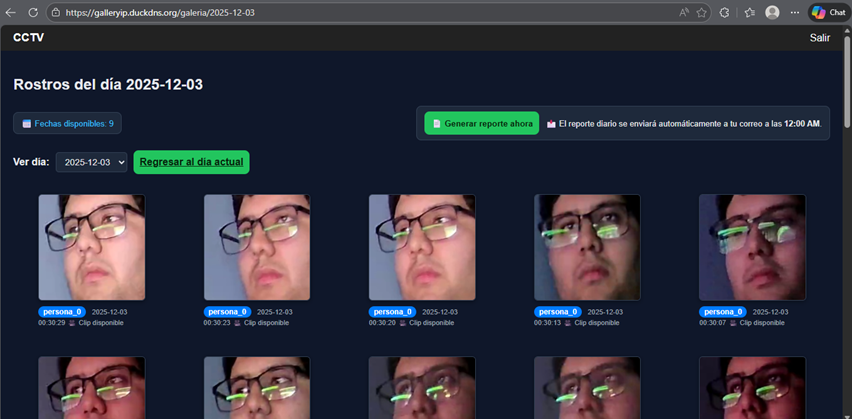 https://galleryip.duckdns.org/galeria/2025-12-03
Chat
CCTV
Salir
Rostros del día 2025-12-03
Fechas disponibles: 9
Generar reporte ahora
El reporte diario se enviará automáticamente a tu correo a las 12:00 AM.
Ver día:
2025-12-03
Regresar al día actual
persona_0 2025-12-03
00:30:29 Clip disponible
persona_0 2025-12-03
00:30:23 Clip disponible
persona_0 2025-12-03
00:30:20 Clip disponible
persona_0 2025-12-03
00:30:13 Clip disponible
persona_0 2025-12-03
00:30:07 Clip disponible